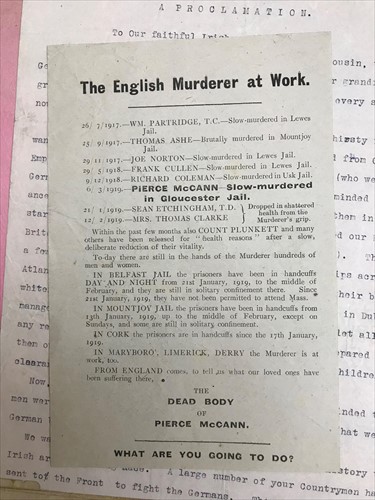 A PROCLAMATION.
To Our faithful
The English Murderer at Work.
26/ 7/1917.—WM. PARTRIDGE, T.C.—Slow-murdered in Lewes
Jail.
25/ 9/1917.—THOMAS ASHE—Brutally murdered in Mountjoy
Jail.
29/11/1917.—JOE NORTON—Slow-murdered in Lewes Jail.
29/ 5/1918.—FRANK CULLEN—Slow-murdered in Lewes Jail.
9/12/1918.—RICHARD COLEMAN—Slow-murdered in Usk Jail.
6/ 3/1919.—PIERCE McCANN—Slow-murdered
in Gloucester Jail.
21/ 1/1919.—SEAN ETCHINGHAM, T.D.
12/ 2/1919.—MRS. THOMAS CLARKE
} Dropped in shattered
health from the
Murderer's grip.
Within the past few months also COUNT PLUNKETT and many
others have been released for "health reasons" after a slow,
deliberate reduction of their vitality.
To-day there are still in the hands of the Murderer hundreds of
men and women.
IN BELFAST JAIL the prisoners have been in handcuffs
DAY AND NIGHT from 21st January, 1919, to the middle of
February, and they are still in solitary confinement there. Since
21st January, 1919, they have not been permitted to attend Mass.
IN MOUNTJOY JAIL the prisoners have been in handcuffs from
13th January, 1919, up to the middle of February, except on
Sundays, and some are still in solitary confinement.
IN CORK the prisoners are in handcuffs since the 17th January,
1919.
IN MARYBORO', LIMERICK, DERRY the Murderer is at
work, too.
FROM ENGLAND comes, to tell us what our loved ones have
been suffering there,
THE
DEAD BODY
OF
PIERCE McCANN.
WHAT ARE YOU GOING TO DO?
A large number of your Countrymen ha
sent to the Front to fight the Germans,